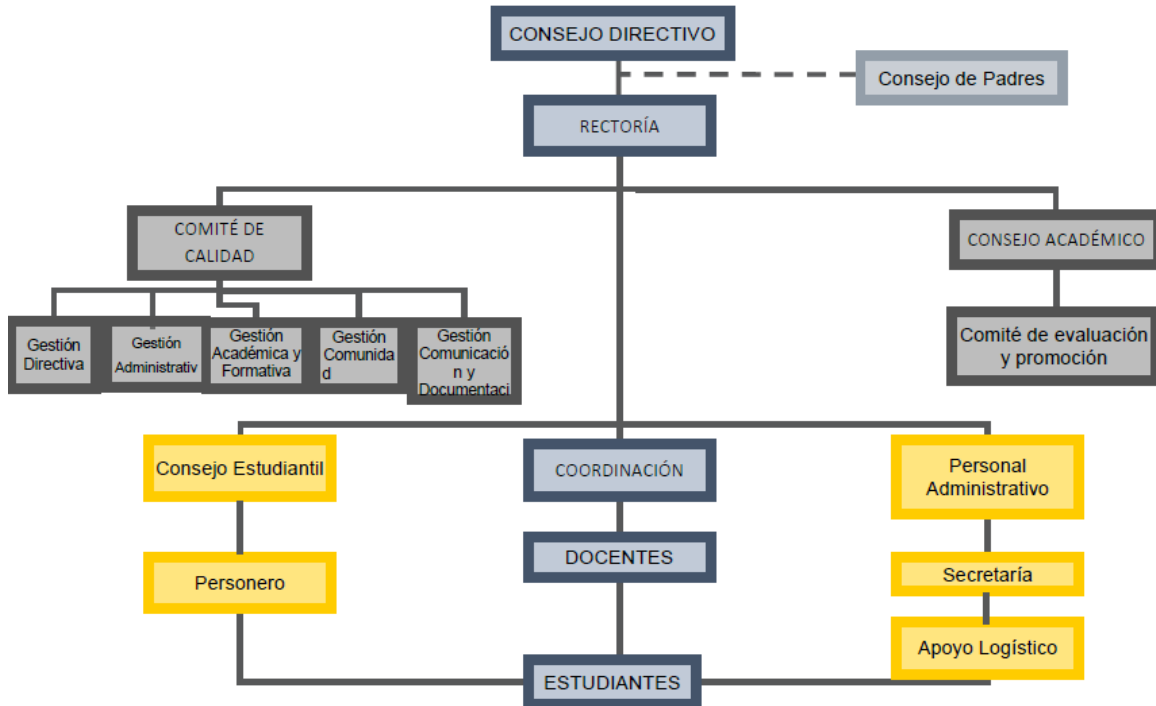 CONSEJO DIRECTIVO
Consejo de Padres
RECTORÍA
COMITÉ DE
CALIDAD
CONSEJO ACADÉMICO
Gestión
Directiva
Gestión
Administrativ
Gestión
Académica y
Formativa
Gestión
Comunida
d
Gestión
Comunicació
n y
Documentaci
Comité de evaluación
y promoción
Consejo Estudiantil
COORDINACIÓN
Personal
Administrativo
DOCENTES
Personero
Secretaría
Apoyo Logístico
ESTUDIANTES